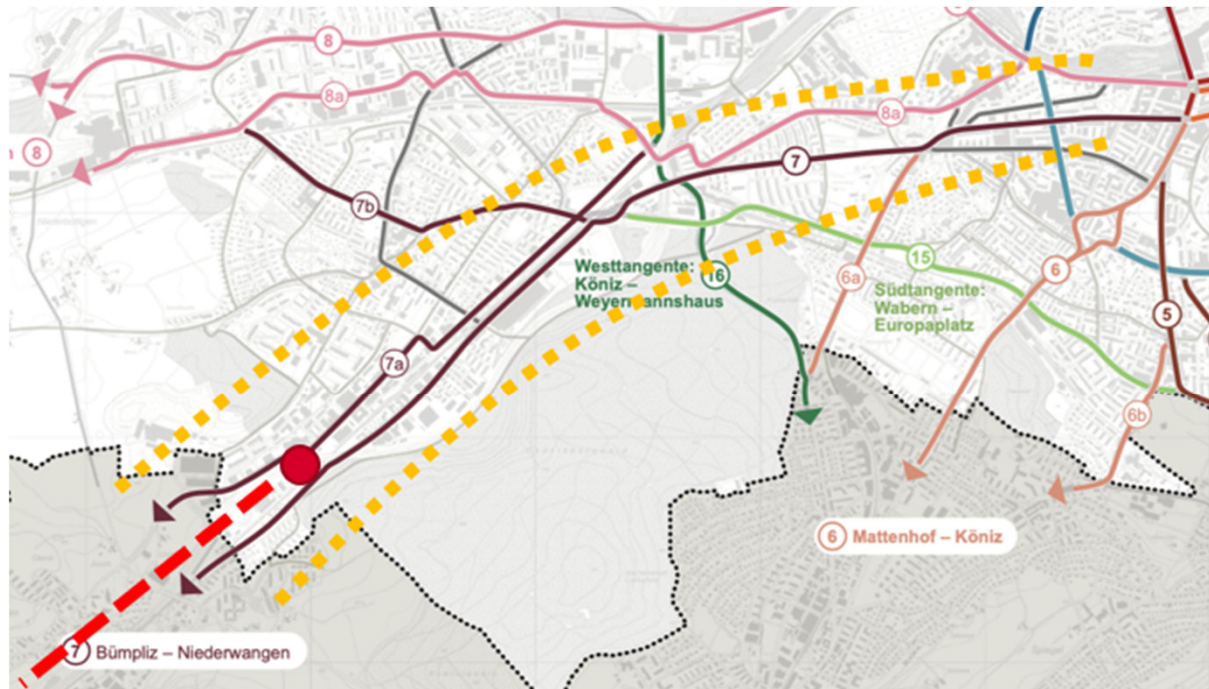 8
8a
8a
8
7
7b
Westtangente:
Köniz –
Weyermannshaus
16
15
6a
6
Südtangente:
Wabern –
Europaplatz
5
7a
6b
6 Mattenhof – Köniz
7 Bümpliz – Niederwangen